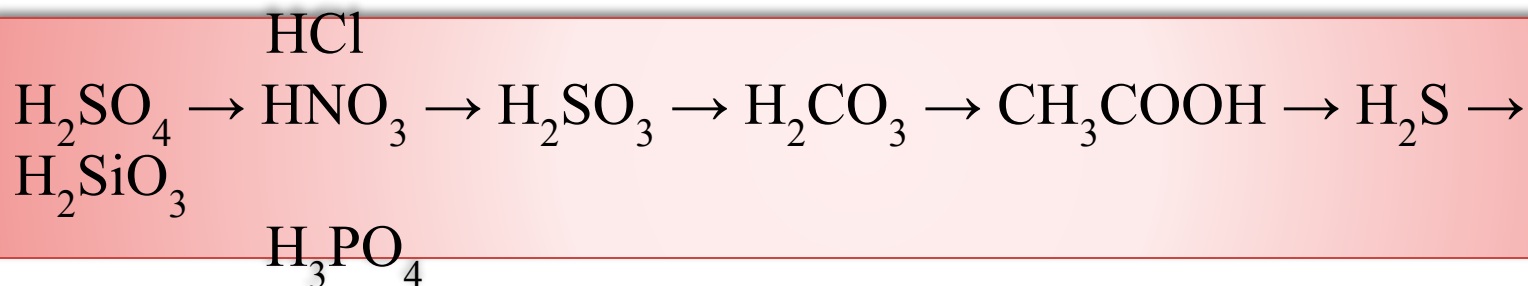 HCl
H₂SO₄ → HNO₃ → H₂SO₃ → H₂CO₃ → CH₃COOH → H₂S →
H₂SiO₃
H₃PO₄